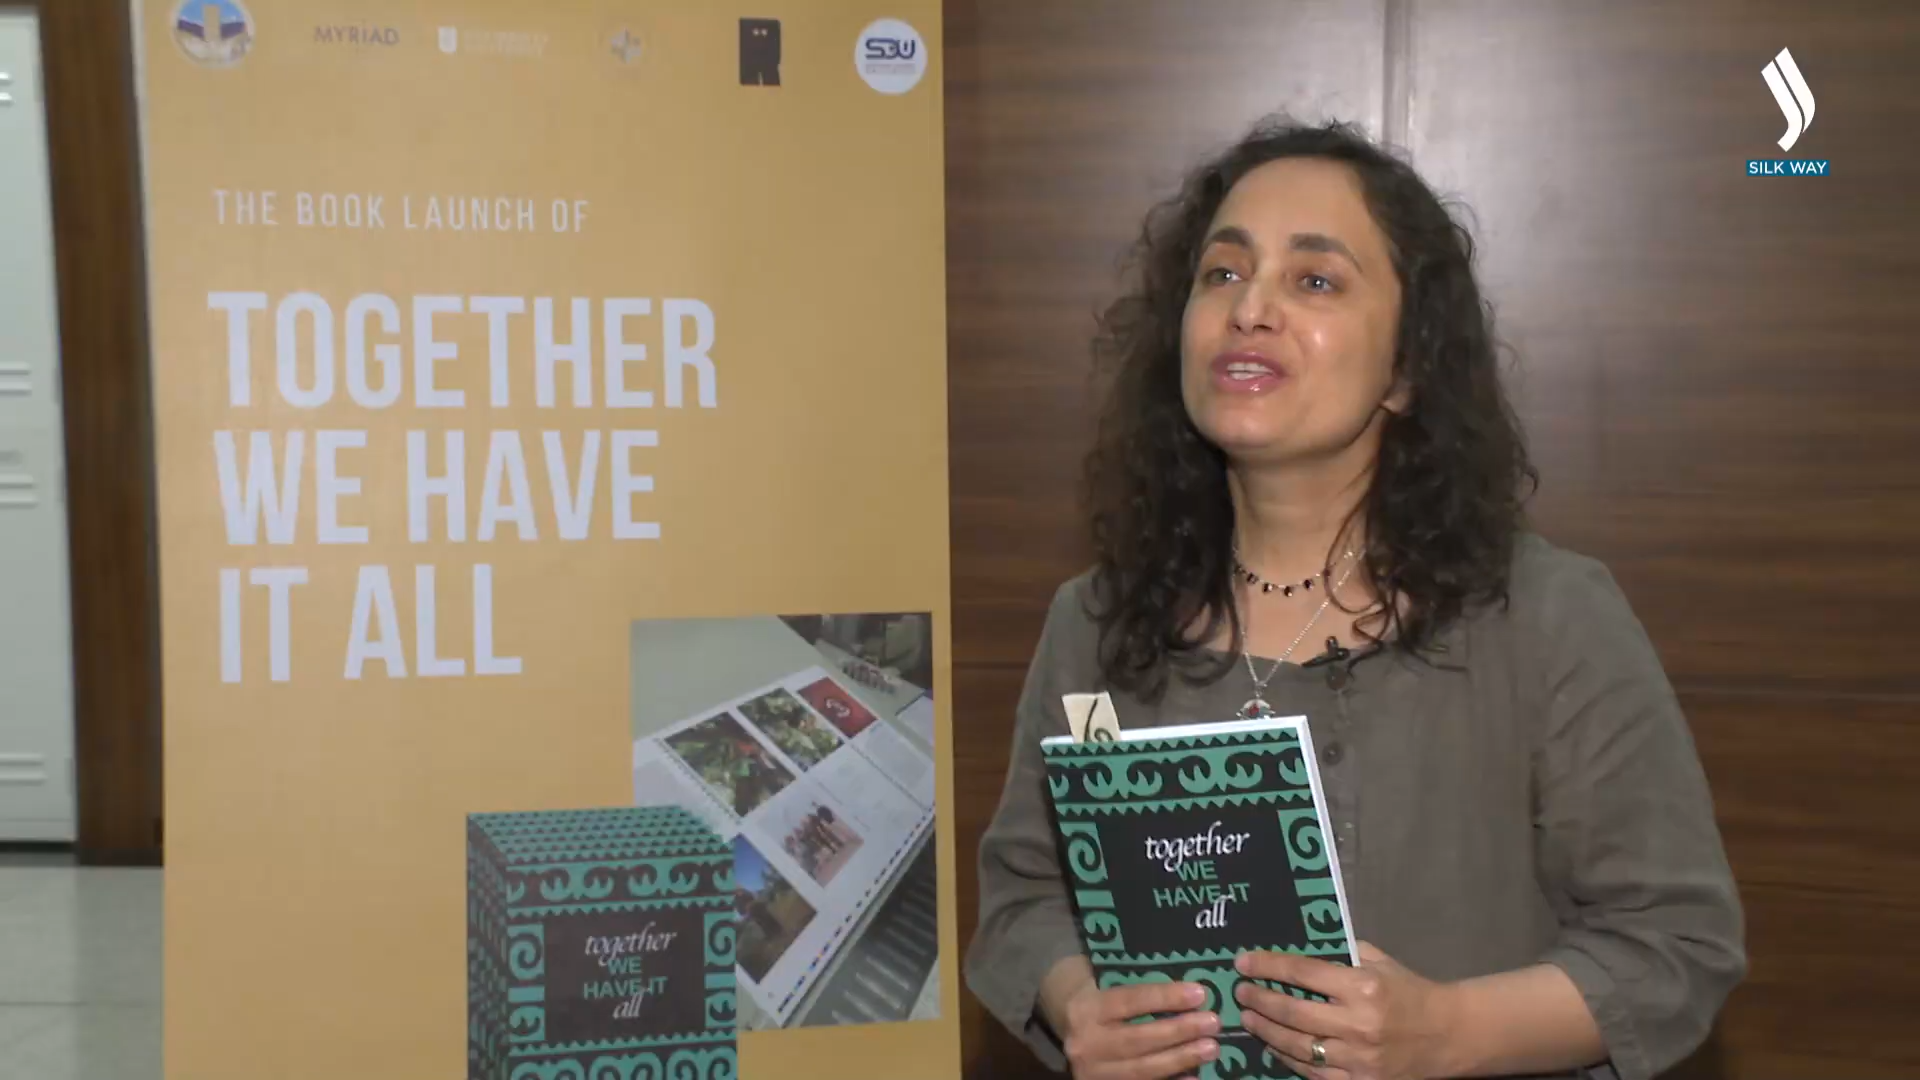 MYRIAD
SDU
THE BOOK LAUNCH OF
TOGETHER
WE HAVE
IT ALL
together
WE
HAVE IT
all
together
WE
HAVE IT
all
SILK WAY